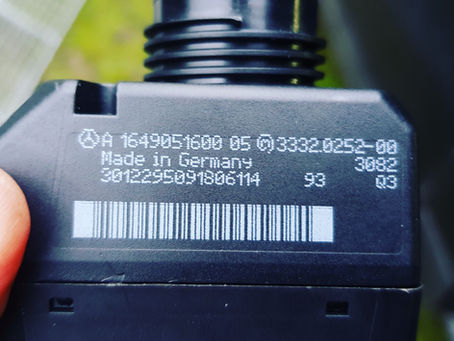 A 1649051600 05 3332.0252-00
Made in Germany 3082
3012295091806114 93 Q3